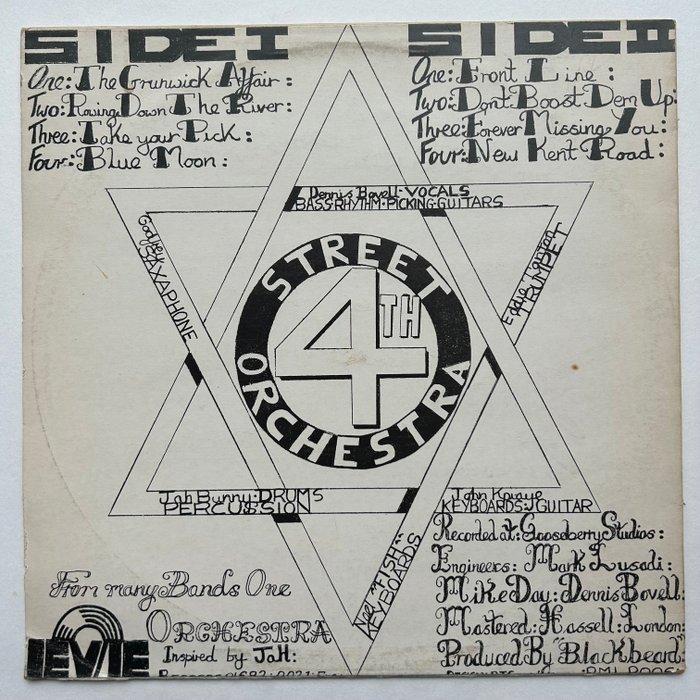 SIDE I
One: The Grunwick Affair:
Two: Rowing Down The River:
Three: Take your Pick:
Four: Blue Moon:
SIDE II
One: Front Line:
Two: Dont Boost Dem Up:
Three: Forever Missing You:
Four: New Kent Road:
Dennis Bovell·VOCALS
BASS·RHYTHM·PICKING·GUITARS
Godfrey
SAXAPHONE
Eddie
TRUMPET
STREET
4TH
ORCHESTRA
Jah Bunny:DRUMS
PERCUSSION
John Kpiaye
KEYBOARDS:GUITAR
Nick "FISH"
KEYBOARDS
From many Bands One
ORCHESTRA
Inspired by JaH:
Recorded at: Gooseberry Studios:
Engineers: Mark Lusadi:
Mike Day: Dennis Bovell:
Mastered: Hassell: London:
Produced By "Blackbeard"